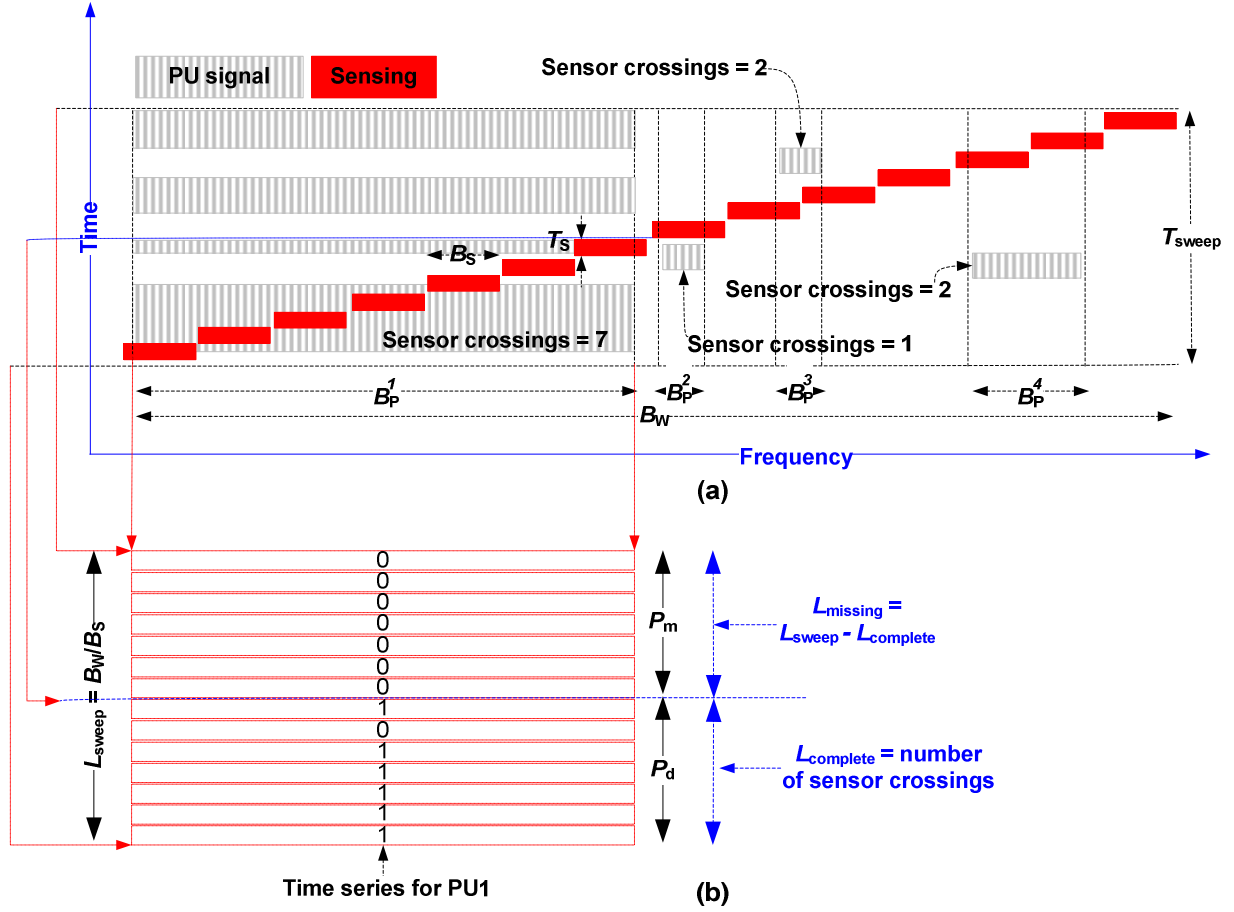 (a)
PU signal
Sensing
Sensor crossings = 2
Time
T_S
B_S
T_sweep
Sensor crossings = 2
Sensor crossings = 7
Sensor crossings = 1
B_P^1
B_P^2
B_P^3
B_P^4
B_W
Frequency
(a)
0
0
0
0
0
0
0
1
0
1
1
1
1
1
L_sweep = B_W/B_S
P_m
L_missing =
L_sweep - L_complete
P_d
L_complete = number
of sensor crossings
Time series for PU1
(b)